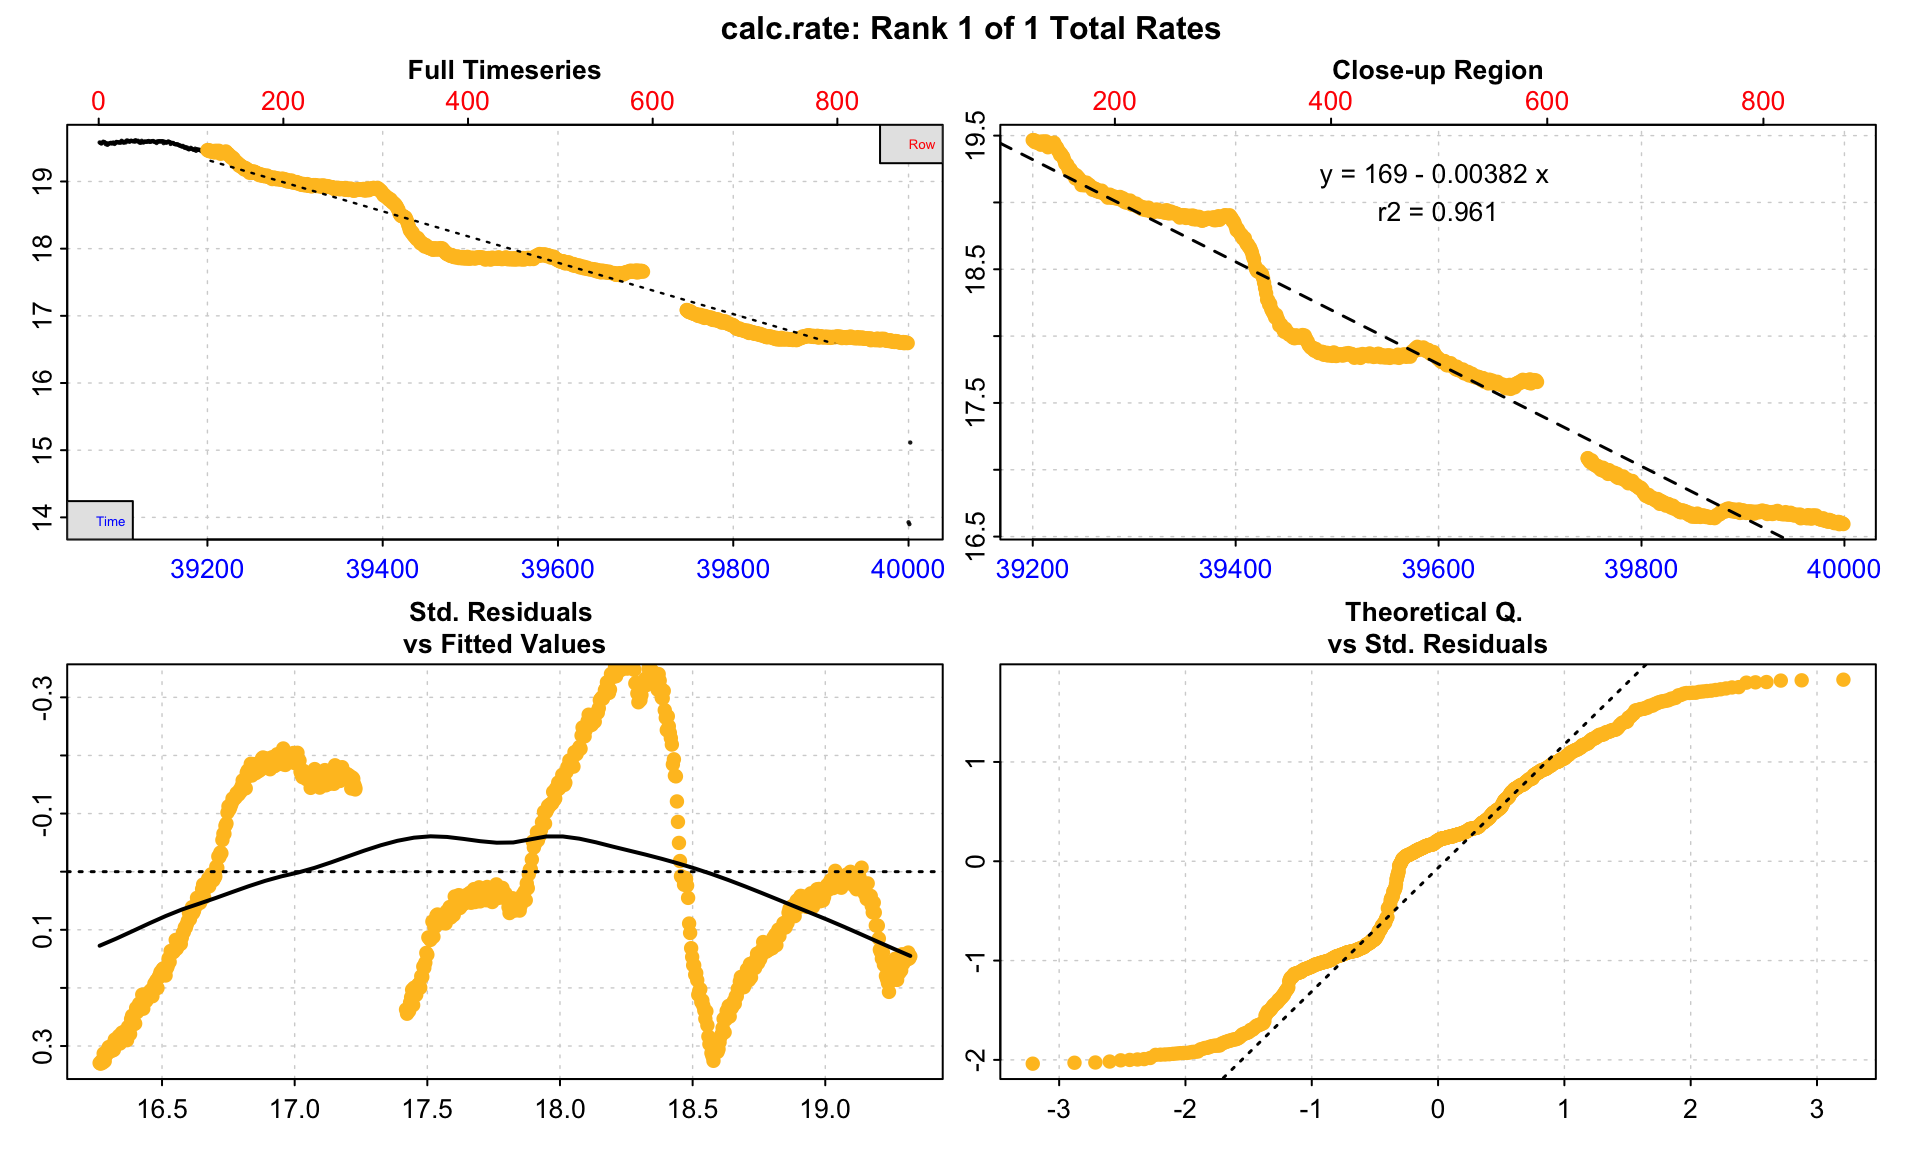 calc.rate: Rank 1 of 1 Total Rates
Full Timeseries
0 200 400 600 800
Row
19
18
17
16
15
14
Time
39200 39400 39600 39800 40000
Close-up Region
200 400 600 800
y = 169 - 0.00382 x
r2 = 0.961
19.5
18.5
17.5
16.5
39200 39400 39600 39800 40000
Std. Residuals
vs Fitted Values
-0.3
-0.1
0.1
0.3
16.5 17.0 17.5 18.0 18.5 19.0
Theoretical Q.
vs Std. Residuals
1
0
-1
-2
-3 -2 -1 0 1 2 3